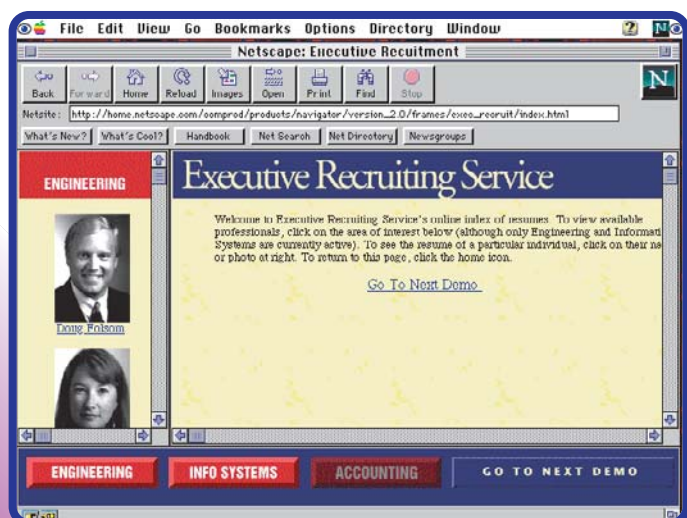 File Edit View Go Bookmarks Options Directory Window
Netscape: Executive Recuitment
Back Forward Home Reload Images Open Print Find Stop
N
Netsite: http://home.netscape.com/comprod/products/navigator/version_2.0/frames/exec_recruit/index.html
What's New? What's Cool? Handbook Net Search Net Directory Newsgroups
ENGINEERING
Doug Folsom
Executive Recruiting Service
Welcome to Executive Recruiting Service's online index of resumes. To view available
professionals, click on the area of interest below (although only Engineering and Informati
Systems are currently active). To see the resume of a particular individual, click on their na
or photo at right. To return to this page, click the home icon.
Go To Next Demo
ENGINEERING INFO SYSTEMS ACCOUNTING GO TO NEXT DEMO